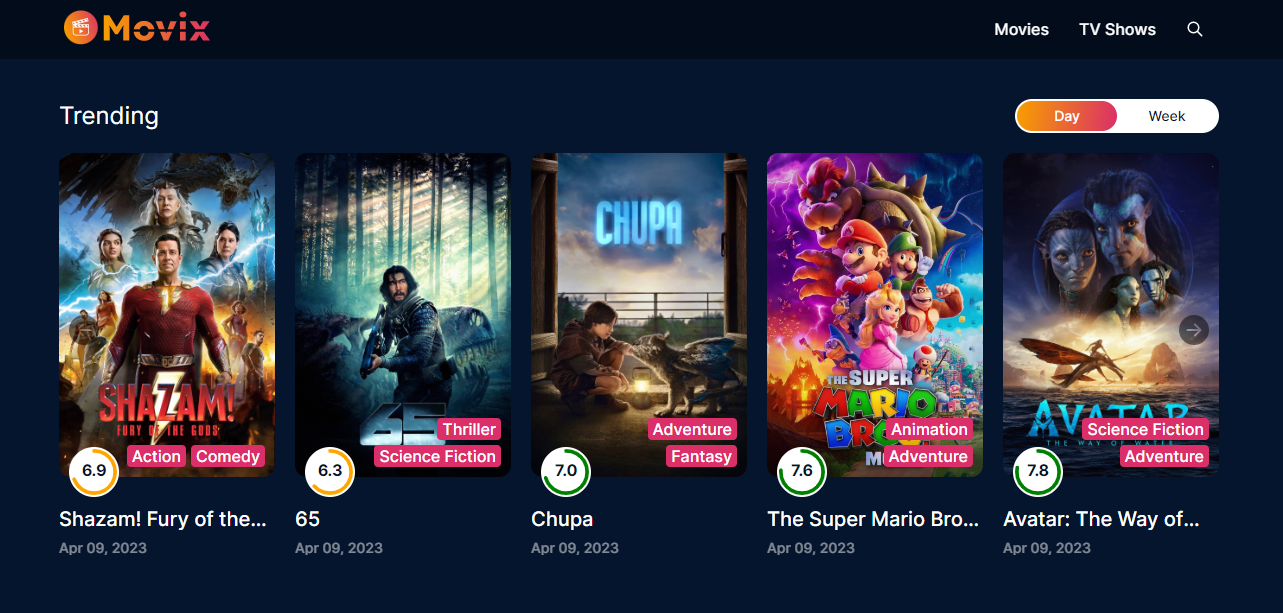 Movix
Movies
TV Shows
Trending
Day
Week
SHAZAM!
FURY OF THE GODS
Action
Comedy
6.9
Shazam! Fury of the...
Apr 09, 2023
65
Thriller
Science Fiction
6.3
65
Apr 09, 2023
CHUPA
Adventure
Fantasy
7.0
Chupa
Apr 09, 2023
THE SUPER
MARIO
BRO
M
Animation
Adventure
7.6
The Super Mario Bro...
Apr 09, 2023
AVATAR
THE WAY OF WATER
Science Fiction
Adventure
7.8
Avatar: The Way of...
Apr 09, 2023